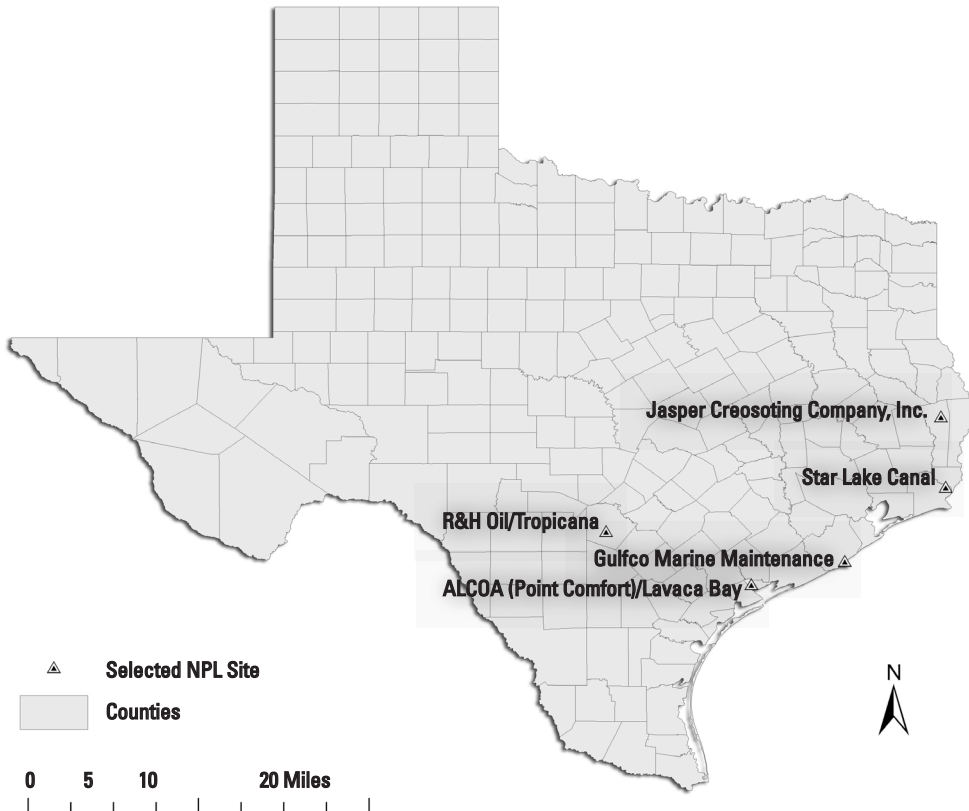 Jasper Creosoting Company, Inc.
Star Lake Canal
R&H Oil/Tropicana
Gulfco Marine Maintenance
ALCOA (Point Comfort)/Lavaca Bay
Selected NPL Site
N
Counties
0 5 10 20 Miles